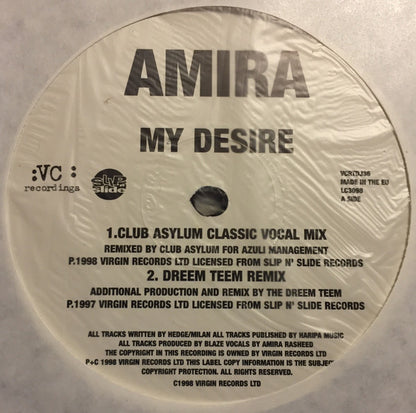 AMIRA
MY DESIRE
:VC :
recordings
slip
n'
slide
VCRTDJ36
MADE IN THE EU
LC3098
A SIDE
1.CLUB ASYLUM CLASSIC VOCAL MIX
REMIXED BY CLUB ASYLUM FOR AZULI MANAGEMENT
P.1998 VIRGIN RECORDS LTD LICENSED FROM SLIP N' SLIDE RECORDS
2. DREEM TEEM REMIX
ADDITIONAL PRODUCTION AND REMIX BY THE DREEM TEEM
P.1997 VIRGIN RECORDS LTD LICENSED FROM SLIP N' SLIDE RECORDS
ALL TRACKS WRITTEN BY HEDGE/MILAN ALL TRACKS PUBLISHED BY HARIPA MUSIC
ALL TRACKS PRODUCED BY BLAZE VOCALS BY AMIRA RASHEED
THE COPYRIGHT IN THIS RECORDING IS OWNED BY VIRGIN RECORDS LTD
P+C 1998 VIRGIN RECORDS LTD THIS LABEL COPY INFORMATION IS THE SUBJEC
COPYRIGHT PROTECTION. ALL RIGHTS RESERVED.
C1998 VIRGIN RECORDS LTD